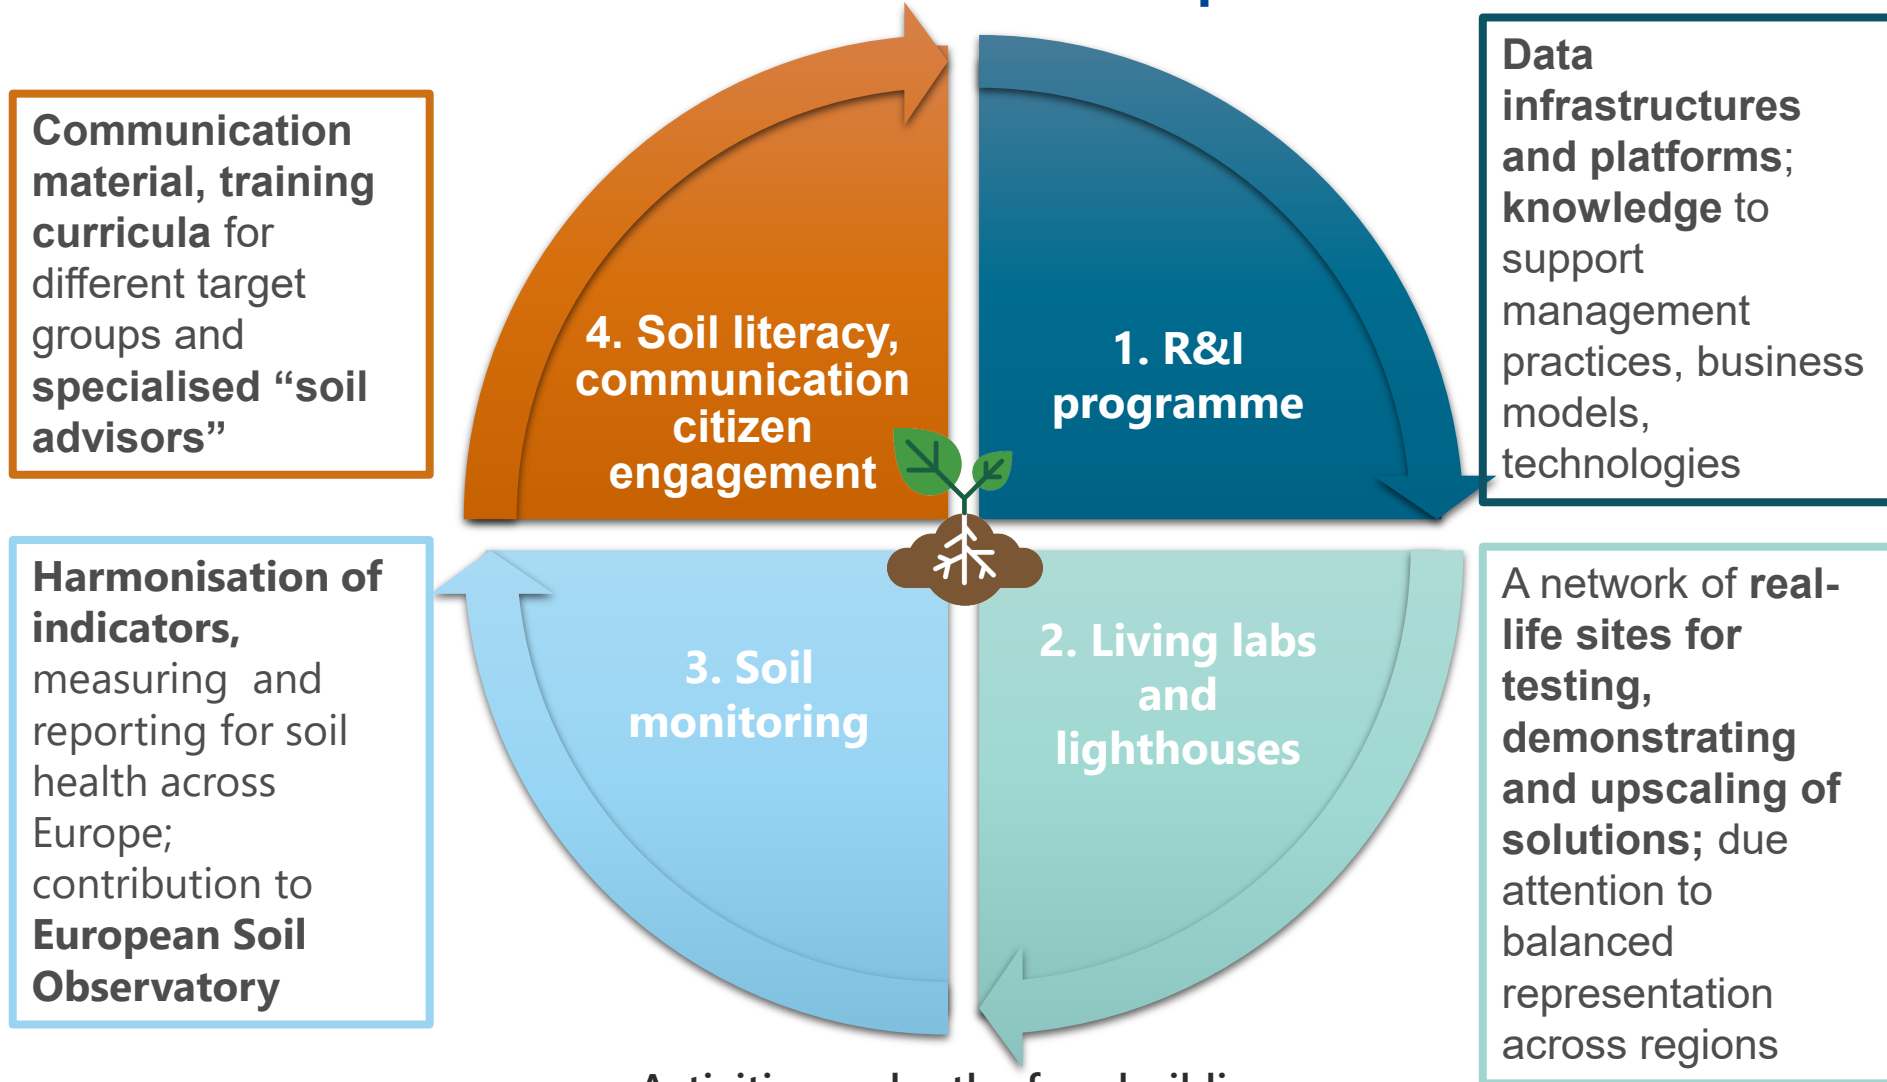 Communication
material, training
curricula for
different target
groups and
specialised “soil
advisors”
4. Soil literacy,
communication
citizen
engagement
1. R&I
programme
Data
infrastructures
and platforms;
knowledge to
support
management
practices, business
models,
technologies
Harmonisation of
indicators,
measuring and
reporting for soil
health across
Europe;
contribution to
European Soil
Observatory
3. Soil
monitoring
2. Living labs
and
lighthouses
A network of real-
life sites for
testing,
demonstrating
and upscaling of
solutions; due
attention to
balanced
representation
across regions